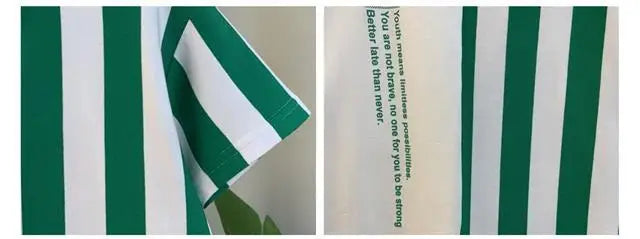 Youth means limitless possibilities.
You are not brave, no one for you to be strong
Better late than never.